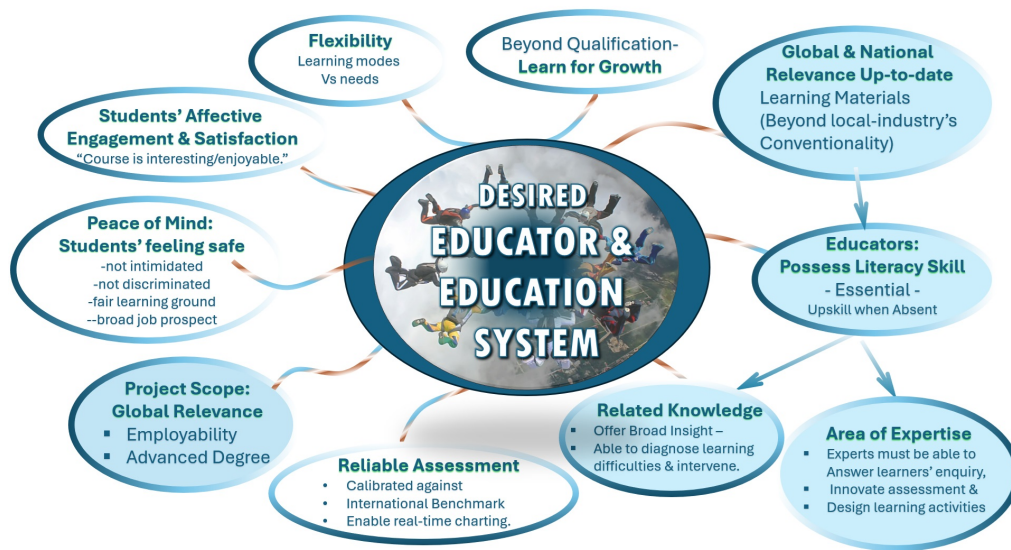 Flexibility
Learning modes
Vs needs
Beyond Qualification-
Learn for Growth
Global & National
Relevance Up-to-date
Learning Materials
(Beyond local-industry's
Conventionality)
Students' Affective
Engagement & Satisfaction
“Course is interesting/enjoyable.”
DESIRED
EDUCATOR &
EDUCATION
SYSTEM
Peace of Mind:
Students' feeling safe
-not intimidated
-not discriminated
-fair learning ground
--broad job prospect
Educators:
Possess Literacy Skill
- Essential -
Upskill when Absent
Project Scope:
Global Relevance
▪ Employability
▪ Advanced Degree
Reliable Assessment
• Calibrated against
• International Benchmark
• Enable real-time charting.
Related Knowledge
▪ Offer Broad Insight –
▪ Able to diagnose learning
difficulties & intervene.
Area of Expertise
▪ Experts must be able to
Answer learners' enquiry,
▪ Innovate assessment &
▪ Design learning activities